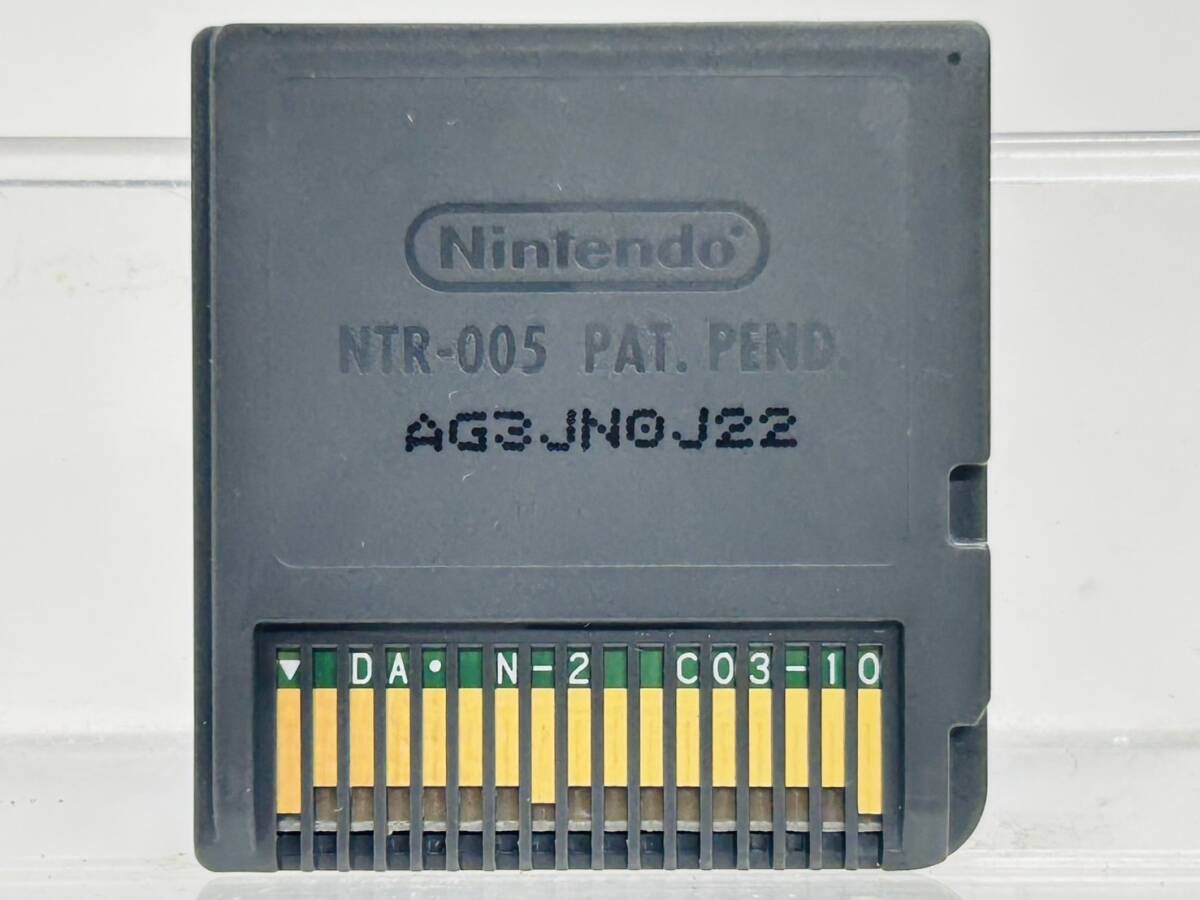 Nintendo®
NTR-005 PAT. PEND.
AG3JN0J22
▼ DA• N-2 C03-10